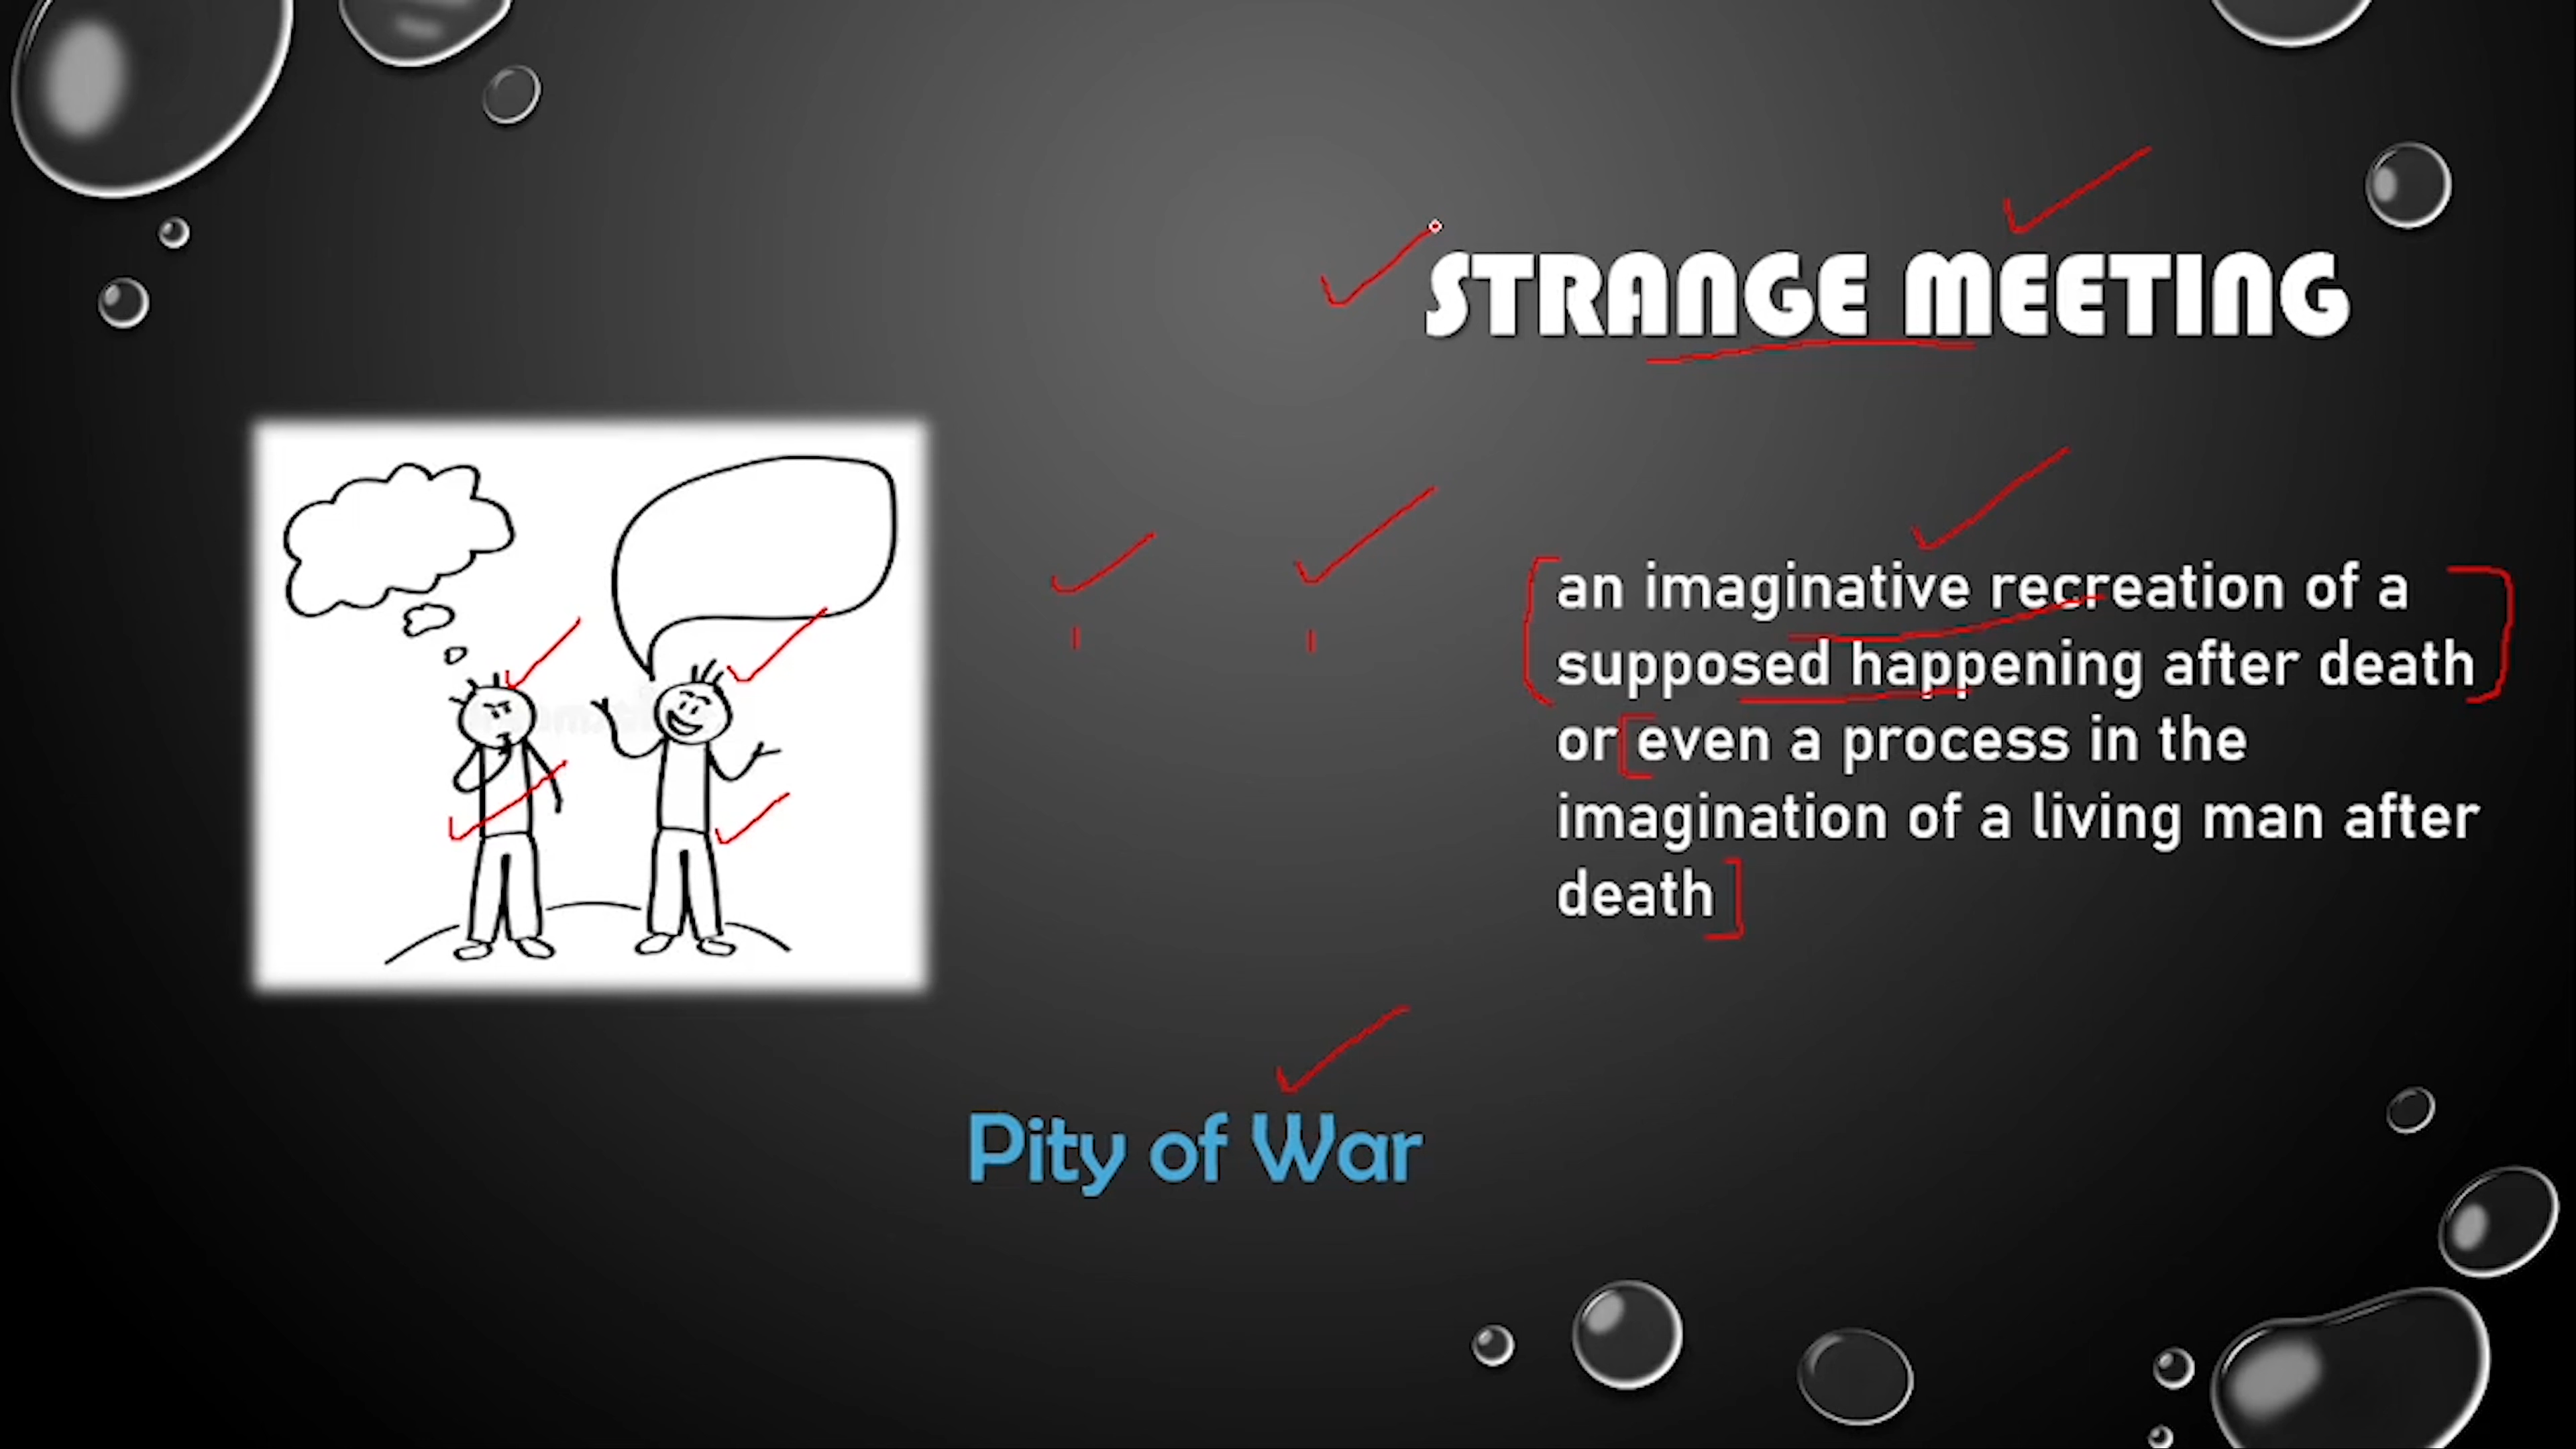 STRANGE MEETING
an imaginative recreation of a
supposed happening after death
or even a process in the
imagination of a living man after
death
Pity of War